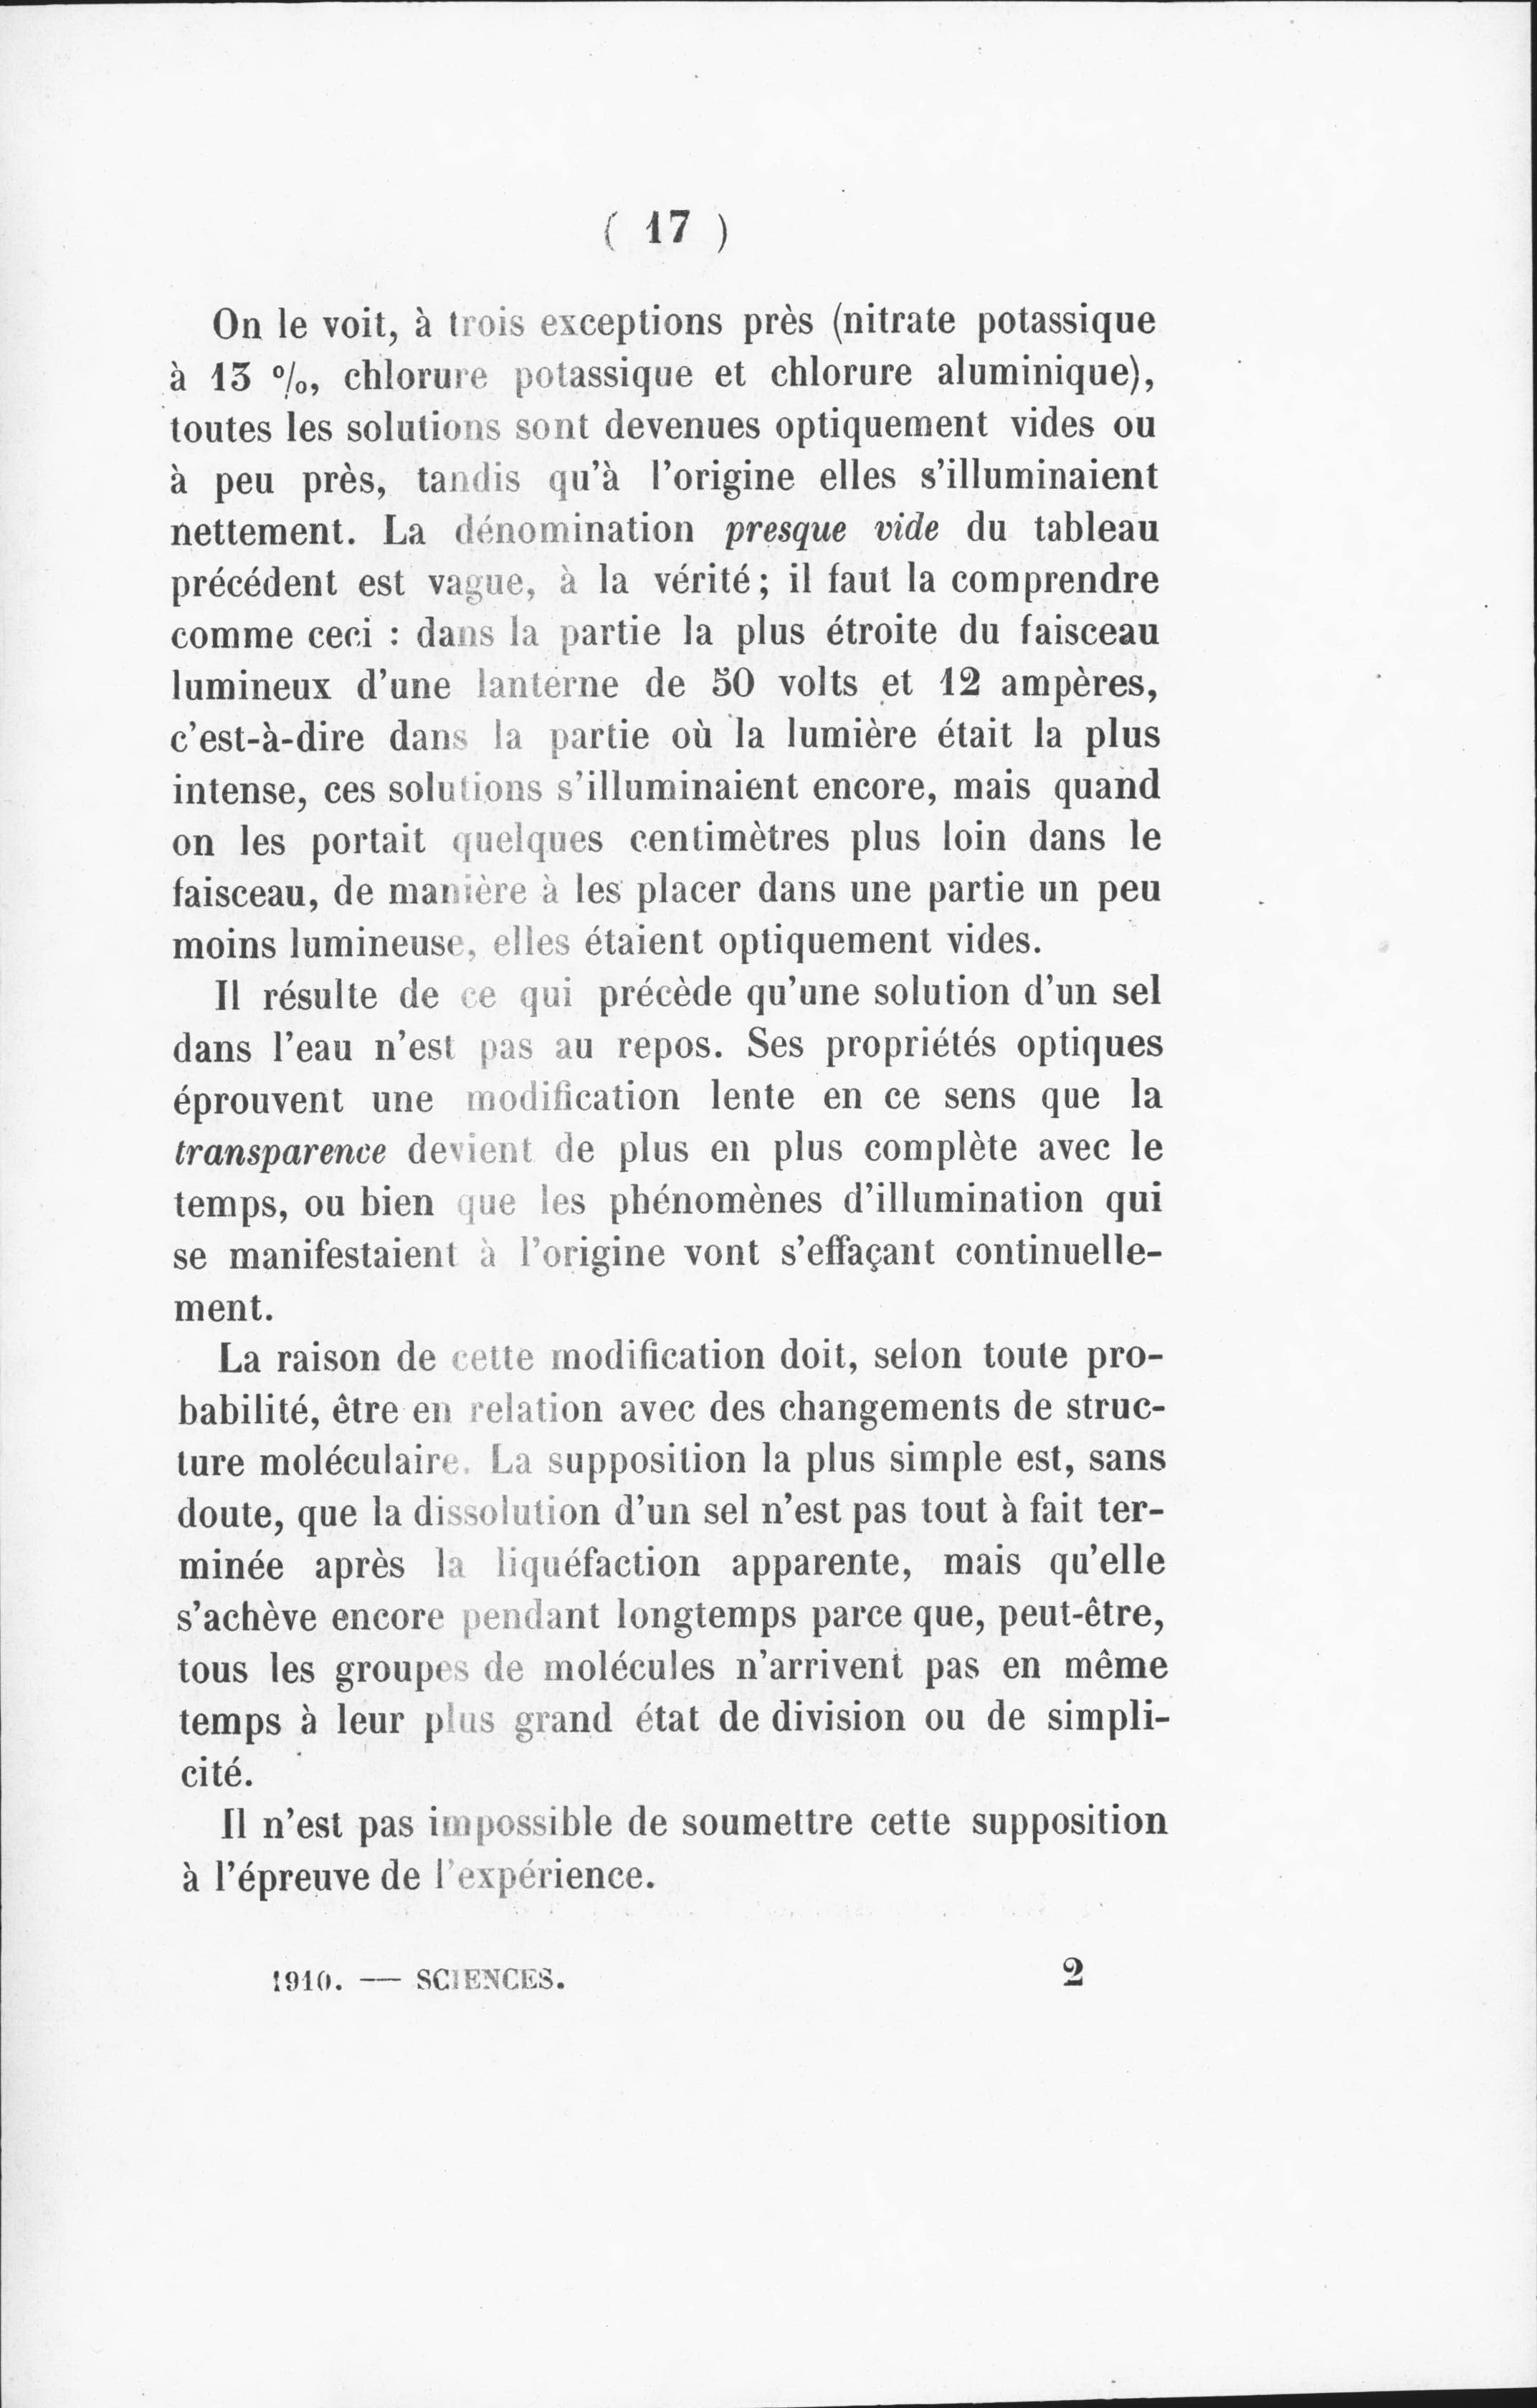 ( 17 )
On le voit, à trois exceptions près (nitrate potassique
à 13 %, chlorure potassique et chlorure aluminique),
toutes les solutions sont devenues optiquement vides ou
à peu près, tandis qu'à l'origine elles s'illuminaient
nettement. La dénomination presque vide du tableau
précédent est vague, à la vérité; il faut la comprendre
comme ceci : dans la partie la plus étroite du faisceau
lumineux d'une lanterne de 50 volts et 12 ampères,
c'est-à-dire dans la partie où la lumière était la plus
intense, ces solutions s'illuminaient encore, mais quand
on les portait quelques centimètres plus loin dans le
faisceau, de manière à les placer dans une partie un peu
moins lumineuse, elles étaient optiquement vides.
Il résulte de ce qui précède qu'une solution d'un sel
dans l'eau n'est pas au repos. Ses propriétés optiques
éprouvent une modification lente en ce sens que la
transparence devient de plus en plus complète avec le
temps, ou bien que les phénomènes d'illumination qui
se manifestaient à l'origine vont s'effaçant continuelle-
ment.
La raison de cette modification doit, selon toute pro-
babilité, être en relation avec des changements de struc-
ture moléculaire. La supposition la plus simple est, sans
doute, que la dissolution d'un sel n'est pas tout à fait ter-
minée après la liquéfaction apparente, mais qu'elle
s'achève encore pendant longtemps parce que, peut-être,
tous les groupes de molécules n'arrivent pas en même
temps à leur plus grand état de division ou de simpli-
cité.
Il n'est pas impossible de soumettre cette supposition
à l'épreuve de l'expérience.
1910. — SCIENCES. 2